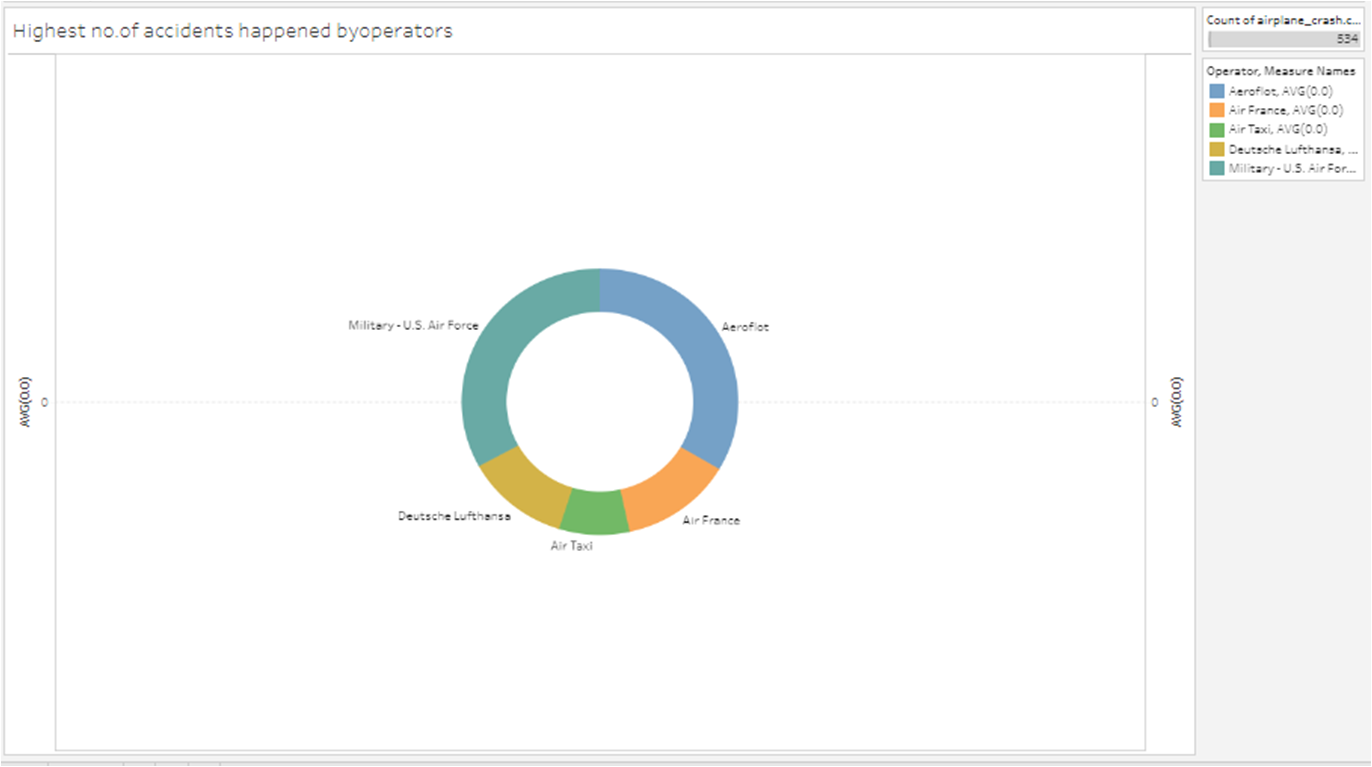 Highest no.of accidents happened byoperators
Count of airplane_crash.c...
534
Operator, Measure Names
Aeroflot, AVG(0.0)
Air France, AVG(0.0)
Air Taxi, AVG(0.0)
Deutsche Lufthansa, ...
Military - U.S. Air For...
Military - U.S. Air Force
Aeroflot
AVG(0.0)
0
0
AVG(0.0)
Deutsche Lufthansa
Air France
Air Taxi